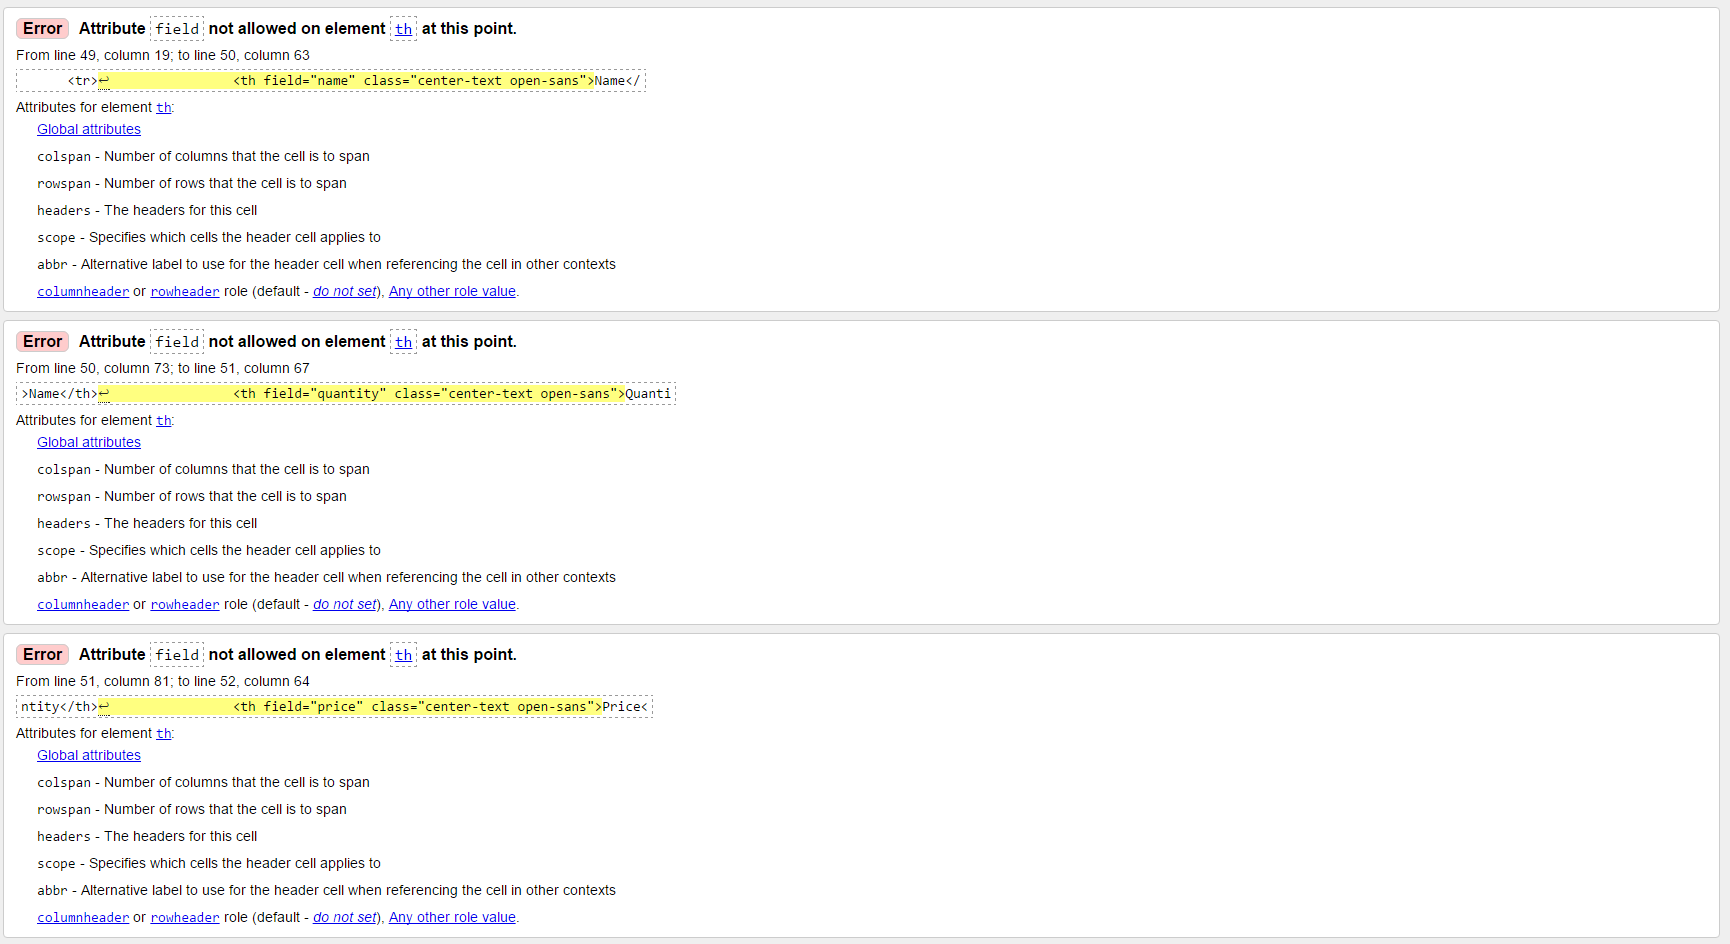 Error Attribute field not allowed on element th at this point.
From line 49, column 19; to line 50, column 63
<tr>↩ <th field="name" class="center-text open-sans">Name</
Attributes for element th:
Global attributes
colspan - Number of columns that the cell is to span
rowspan - Number of rows that the cell is to span
headers - The headers for this cell
scope - Specifies which cells the header cell applies to
abbr - Alternative label to use for the header cell when referencing the cell in other contexts
columnheader or rowheader role (default - do not set), Any other role value.
Error Attribute field not allowed on element th at this point.
From line 50, column 73; to line 51, column 67
>Name</th>↩ <th field="quantity" class="center-text open-sans">Quanti
Attributes for element th:
Global attributes
colspan - Number of columns that the cell is to span
rowspan - Number of rows that the cell is to span
headers - The headers for this cell
scope - Specifies which cells the header cell applies to
abbr - Alternative label to use for the header cell when referencing the cell in other contexts
columnheader or rowheader role (default - do not set), Any other role value.
Error Attribute field not allowed on element th at this point.
From line 51, column 81; to line 52, column 64
ntity</th>↩ <th field="price" class="center-text open-sans">Price<
Attributes for element th:
Global attributes
colspan - Number of columns that the cell is to span
rowspan - Number of rows that the cell is to span
headers - The headers for this cell
scope - Specifies which cells the header cell applies to
abbr - Alternative label to use for the header cell when referencing the cell in other contexts
columnheader or rowheader role (default - do not set), Any other role value.